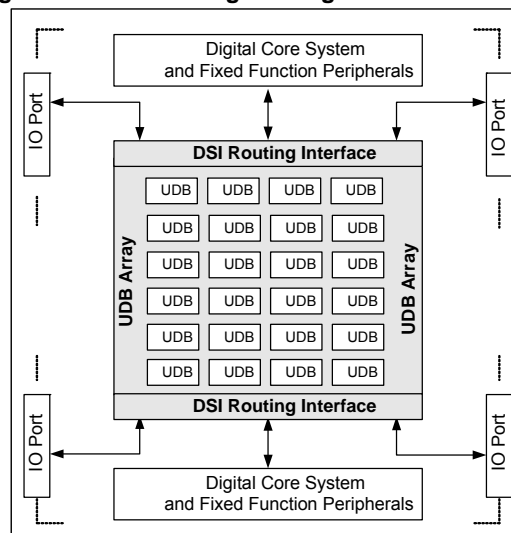 Digital Core System
and Fixed Function Peripherals
IO Port
IO Port
DSI Routing Interface
UDB UDB UDB UDB
UDB UDB UDB UDB
UDB UDB UDB UDB
UDB UDB UDB UDB
UDB UDB UDB UDB
UDB UDB UDB UDB
UDB Array
UDB Array
DSI Routing Interface
IO Port
IO Port
Digital Core System
and Fixed Function Peripherals